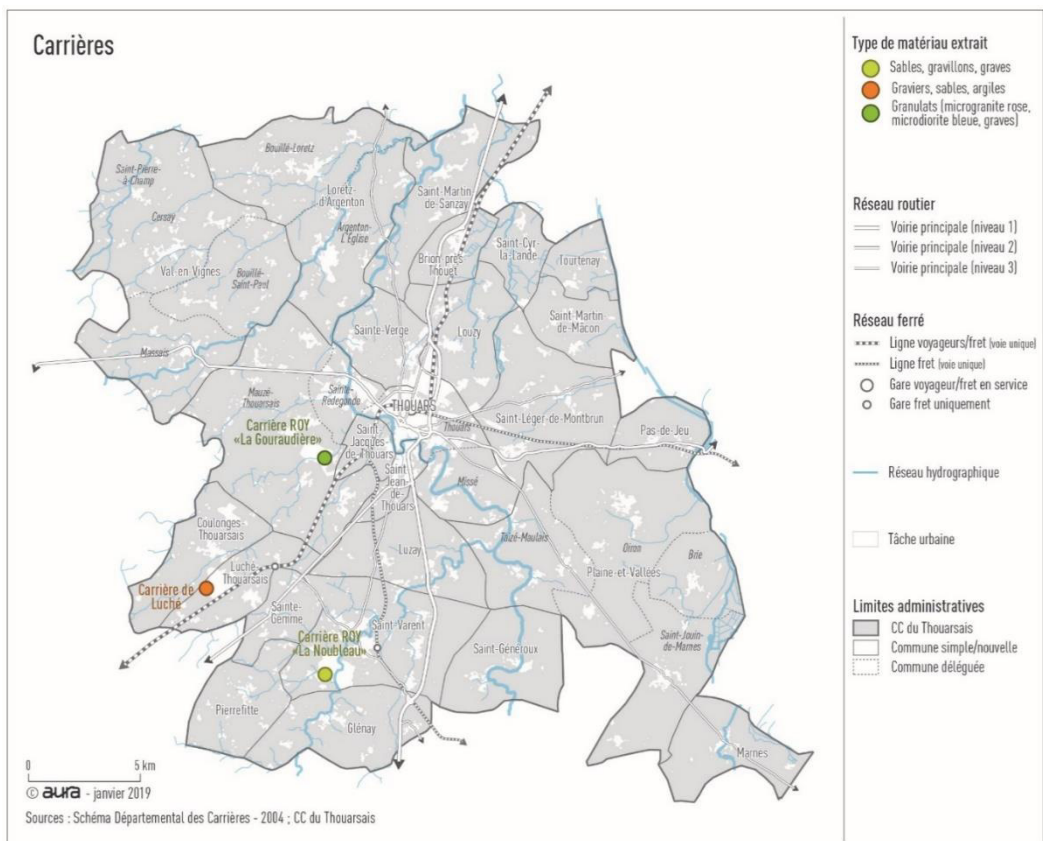 Carrières
Saint-Pierre-
à-Champ
Bouillé-Loretz
Cersay
Loretz-
d'Argenton
Argenton-
L'Église
Saint-Martin
de-Sanzay
Val-en-Vignes
Bouillé-
Saint-Paul
Brion-près
Thouet
Saint-Cyr-
la-Lande
Tourtenay
Massais
Sainte-Verge
Louzy
Saint-Martin-
de-Mâcon
Mauzé-
Thouarsais
Sainte-
Radegonde
THOUARS
Thouars
Saint-Léger-de-Montbrun
Pas-de-Jeu
Carrière ROY
«La Gouraudière»
Saint-
Jacques
de-Thouars
Saint
Jean-
de-
Thouars
Missé
Coulonges-
Thouarsais
Luché-
Thouarsais
Luzay
Taizé-Maulais
Oiron
Brie
Plaine-et-Vallées
Carrière de
Luché
Sainte-
Gemme
Carrière ROY
«La Noubleau»
Saint-Varent
Saint-Généroux
Saint-Jouin-
de-Marnes
Pierrefitte
Glénay
Marnes
0 5 km
© aura - janvier 2019
Sources : Schéma Départemental des Carrières - 2004 ; CC du Thouarsais
Type de matériau extrait
Sables, gravillons, graves
Graviers, sables, argiles
Granulats (microgranite rose,
microdiorite bleue, graves)
Réseau routier
Voirie principale (niveau 1)
Voirie principale (niveau 2)
Voirie principale (niveau 3)
Réseau ferré
Ligne voyageurs/fret (voie unique)
Ligne fret (voie unique)
Gare voyageur/fret en service
Gare fret uniquement
Réseau hydrographique
Tâche urbaine
Limites administratives
CC du Thouarsais
Commune simple/nouvelle
Commune déléguée